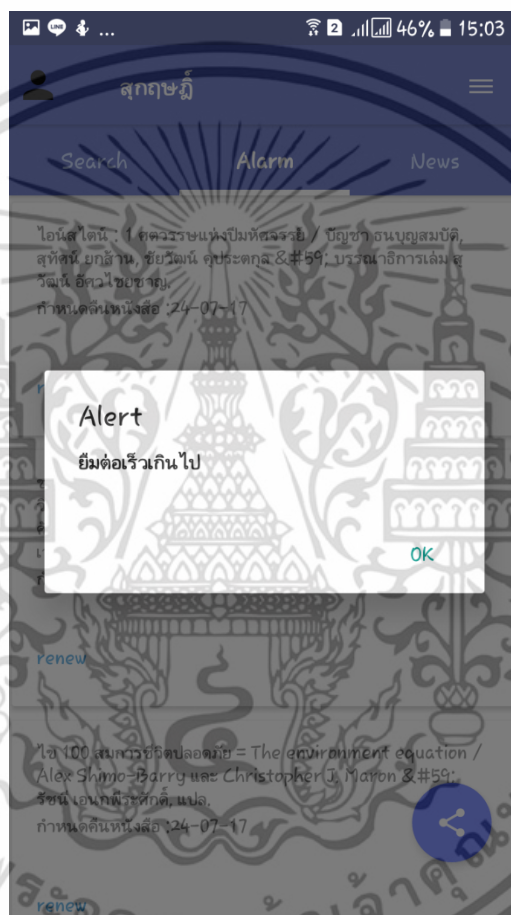 ... 2 46% 15:03
สุกฤษฎิ์
Search Alarm News
ไอน์สไตน์ : 1 ศตวรรษแห่งปีมหัศจรรย์ / บัญชา ธนบุญสมบัติ,
สุทัศน์ ยกส้าน, ชัยวัฒน์ คุประตกุล &#59; บรรณาธิการเล่ม สุ
วัฒน์ อัศวไชยชาญ.
กำหนดคืนหนังสือ :24-07-17
Alert
ยืมต่อเร็วเกินไป
OK
renew
ไข 100 สมการชีวิตปลอดภัย = The environment equation /
Alex Shimo-Barry และ Christopher J. Maron &#59;
รัชนี เอนกพีระศักดิ์, แปล.
กำหนดคืนหนังสือ :24-07-17
renew